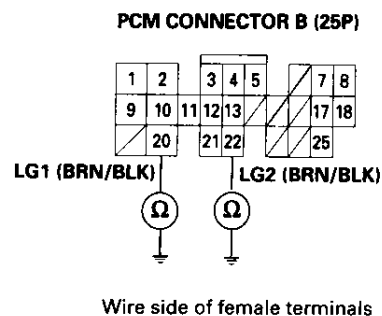 PCM CONNECTOR B (25P)
1 2 3 4 5 7 8
9 10 11 12 13 17 18
20 21 22 25
LG1 (BRN/BLK) LG2 (BRN/BLK)
Ω Ω
Wire side of female terminals